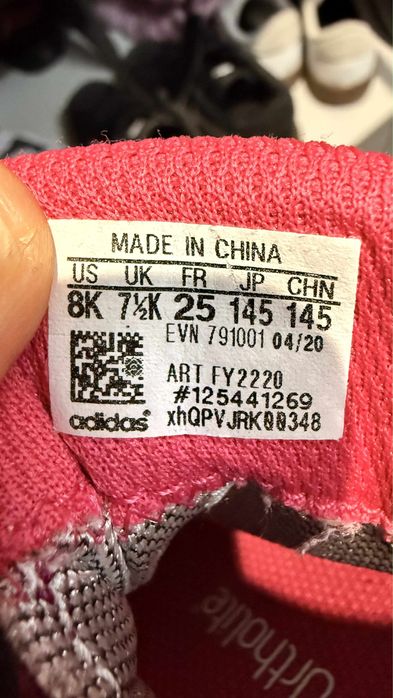 MADE IN CHINA
US UK FR JP CHN
8K 7½K 25 145 145
EVN 791001 04/20
ART FY2220
#125441269
adidas® xhQPVJRK00348
Ortholite